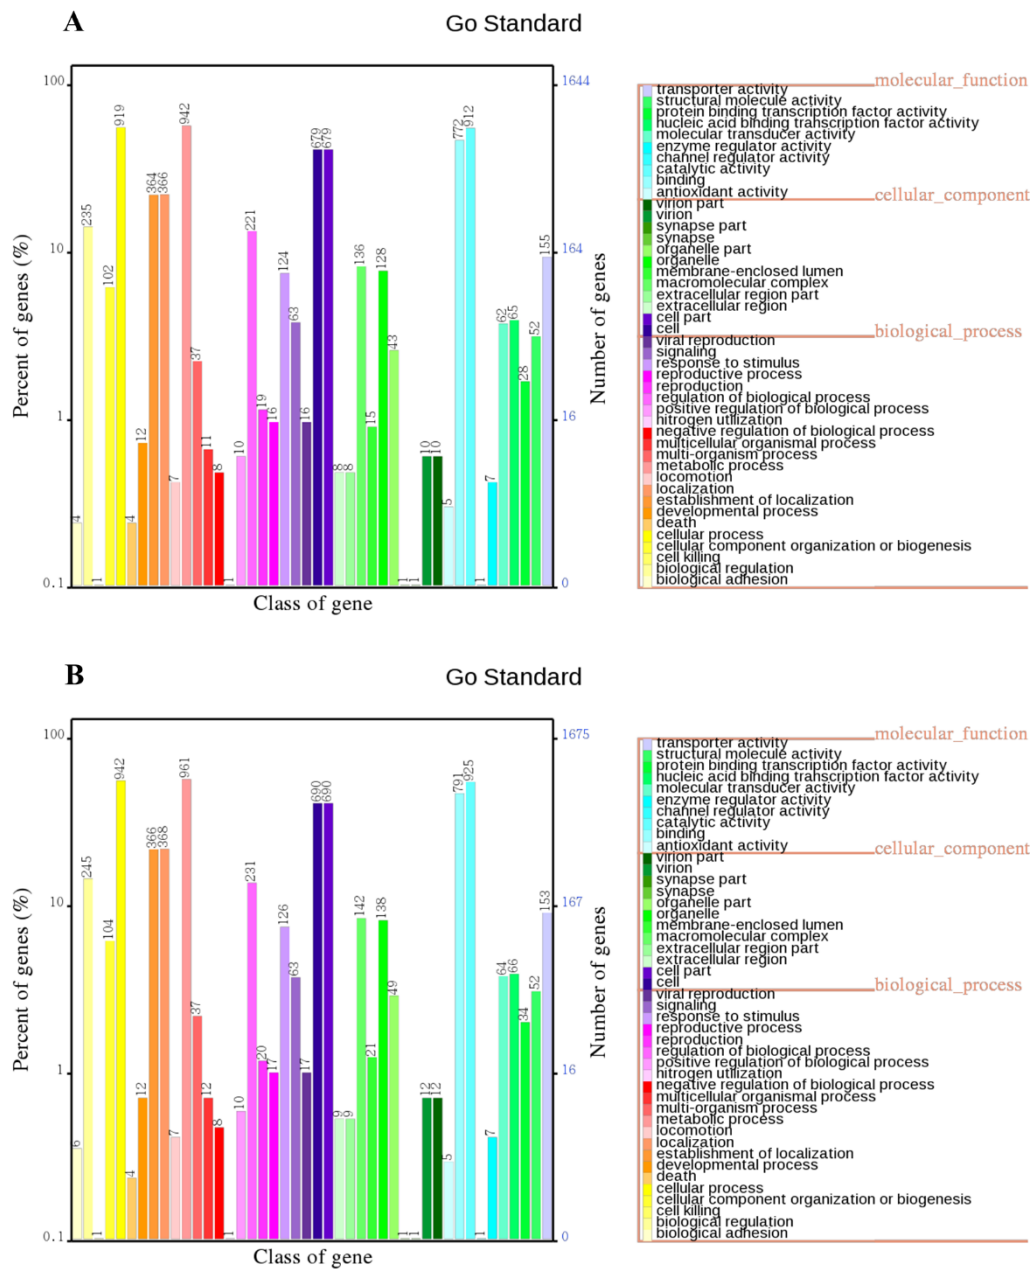 A
Go Standard
100
10
1
0.1
Percent of genes (%)
4
235
1
102
919
4
12
364
366
7
942
37
11
8
1
10
221
19
16
124
63
16
679
679
8
8
136
15
128
43
1
1
10
10
5
772
912
1
7
62
65
28
52
155
1644
164
16
0
Number of genes
Class of gene
molecular_function
transporter activity
structural molecule activity
protein binding transcription factor activity
nucleic acid binding transcription factor activity
molecular transducer activity
enzyme regulator activity
channel regulator activity
catalytic activity
binding
antioxidant activity
cellular_component
virion part
virion
synapse part
synapse
organelle part
organelle
membrane-enclosed lumen
macromolecular complex
extracellular region part
extracellular region
cell part
cell
biological_process
viral reproduction
signaling
response to stimulus
reproductive process
reproduction
regulation of biological process
positive regulation of biological process
nitrogen utilization
negative regulation of biological process
multicellular organismal process
multi-organism process
metabolic process
locomotion
localization
establishment of localization
developmental process
death
cellular process
cellular component organization or biogenesis
cell killing
biological regulation
biological adhesion
B
Go Standard
100
10
1
0.1
Percent of genes (%)
6
245
1
104
942
4
12
366
368
7
961
37
12
8
1
10
231
20
17
126
63
17
690
690
9
9
142
21
138
49
1
1
12
12
5
791
925
1
7
64
66
34
52
153
1675
167
16
0
Number of genes
Class of gene
molecular_function
transporter activity
structural molecule activity
protein binding transcription factor activity
nucleic acid binding transcription factor activity
molecular transducer activity
enzyme regulator activity
channel regulator activity
catalytic activity
binding
antioxidant activity
cellular_component
virion part
virion
synapse part
synapse
organelle part
organelle
membrane-enclosed lumen
macromolecular complex
extracellular region part
extracellular region
cell part
cell
biological_process
viral reproduction
signaling
response to stimulus
reproductive process
reproduction
regulation of biological process
positive regulation of biological process
nitrogen utilization
negative regulation of biological process
multicellular organismal process
multi-organism process
metabolic process
locomotion
localization
establishment of localization
developmental process
death
cellular process
cellular component organization or biogenesis
cell killing
biological regulation
biological adhesion